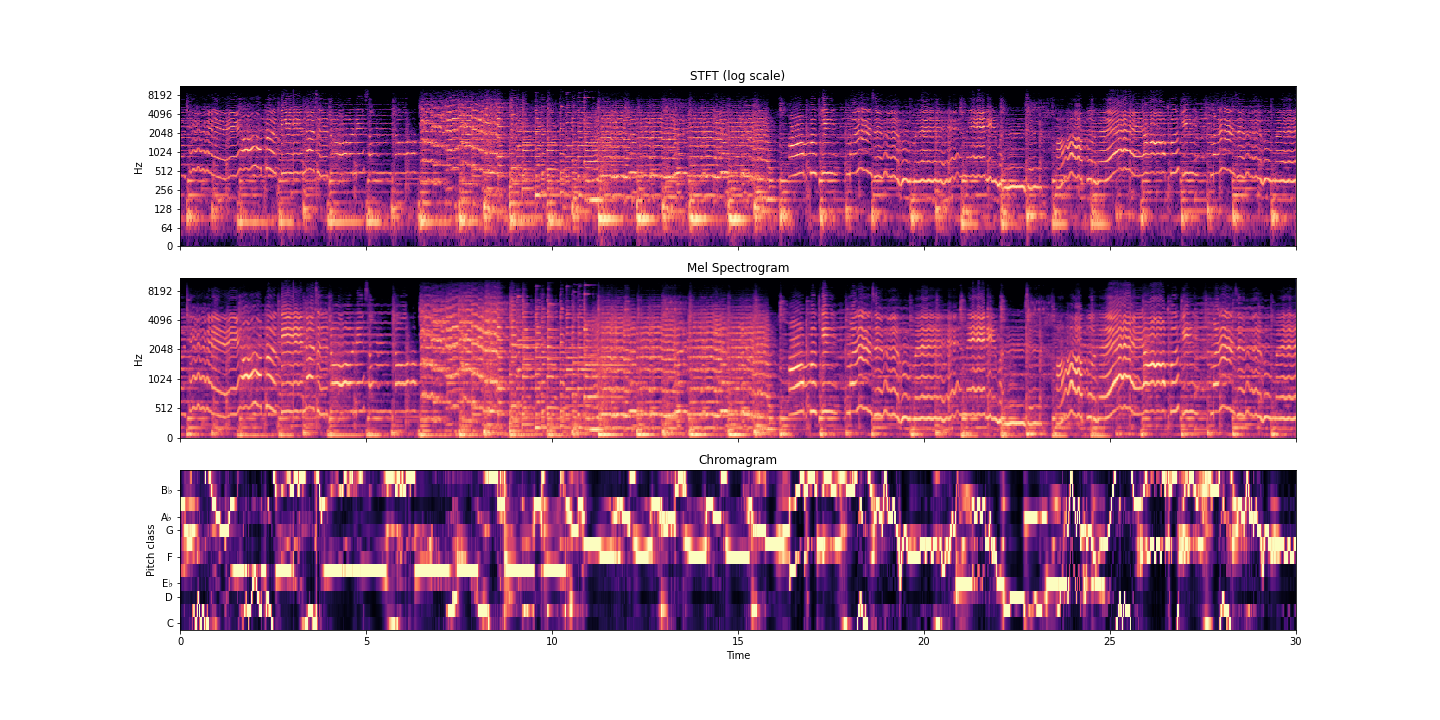 STFT (log scale)
8192
4096
2048
1024
512
256
128
64
0
Hz
Mel Spectrogram
8192
4096
2048
1024
512
0
Hz
Chromagram
B♭
A♭
G
F
E♭
D
C
Pitch class
0 5 10 15 20 25 30
Time